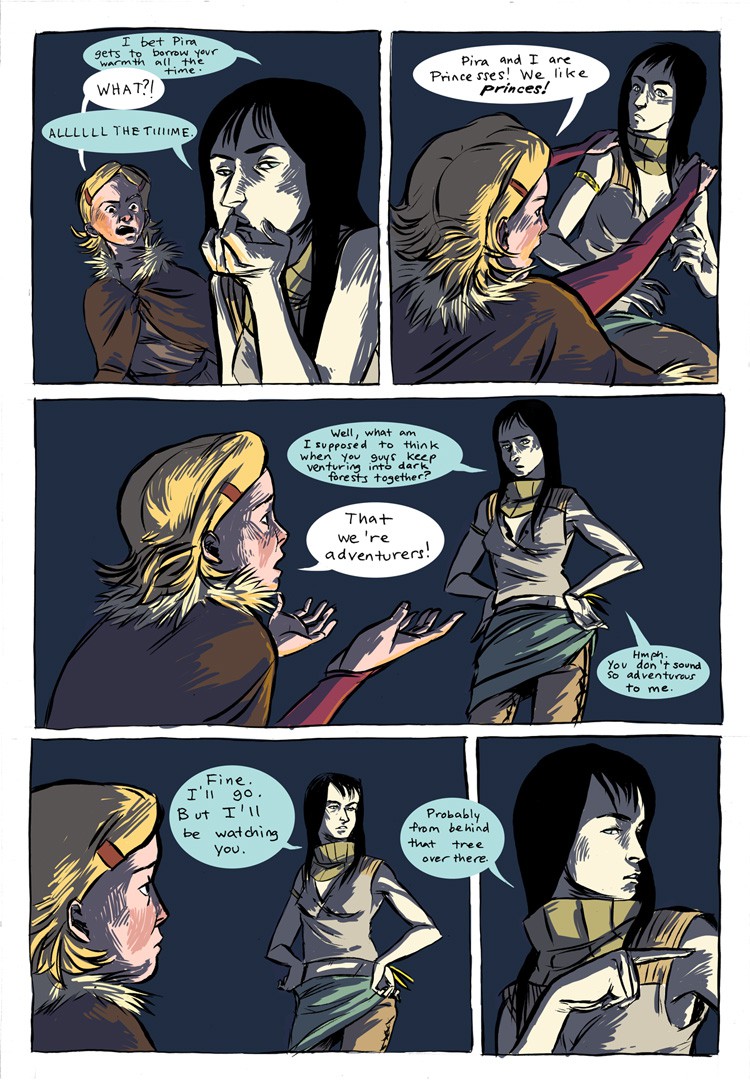 I bet Pira
gets to borrow your
warmth all the
time.
WHAT?!
ALLLLLL THE TIIIIME.
Pira and I are
Princesses! We like
princes!
Well, what am
I supposed to think
when you guys keep
venturing into dark
forests together?
That
we're
adventurers!
Hmph.
You don't sound
so adventurous
to me.
Fine.
I'll go.
But I'll
be watching
you.
Probably
from behind
that tree
over there.